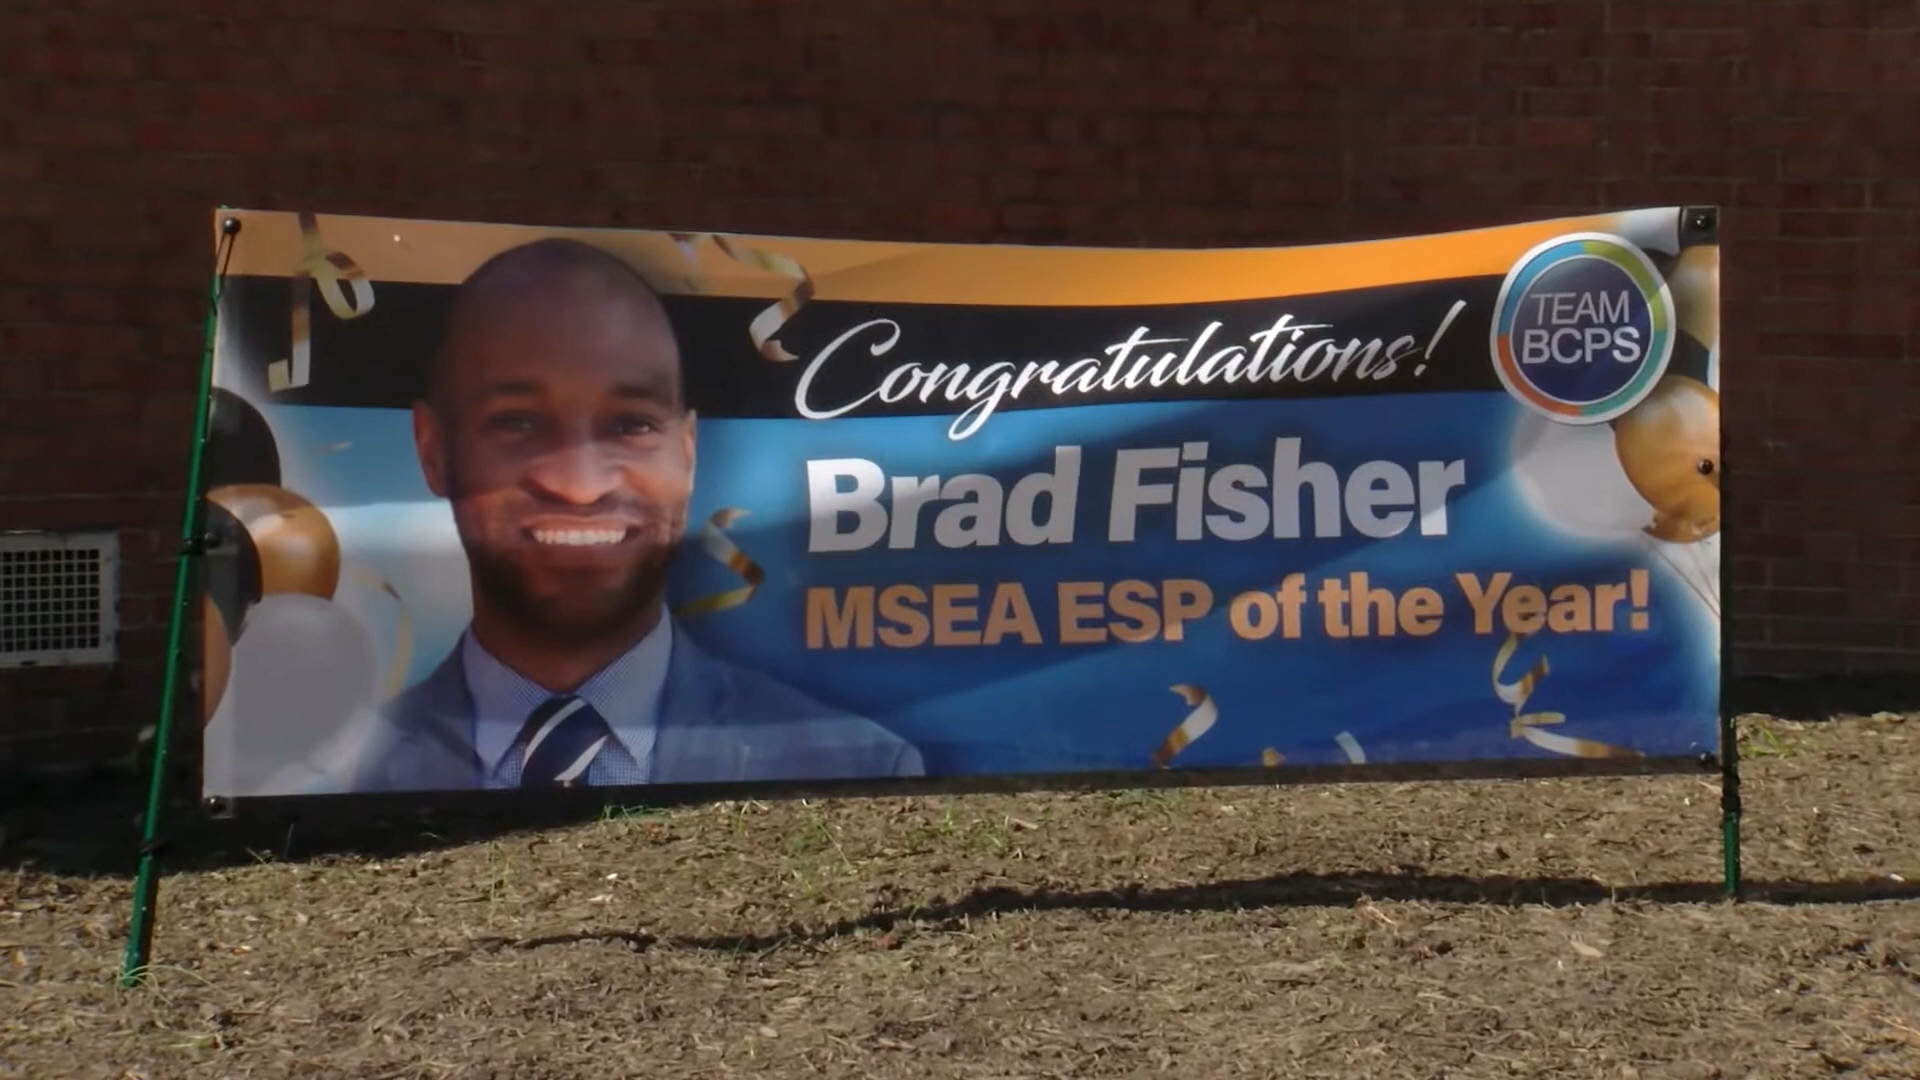 Congratulations!
TEAM
BCPS
Brad Fisher
MSEA ESP of the Year!